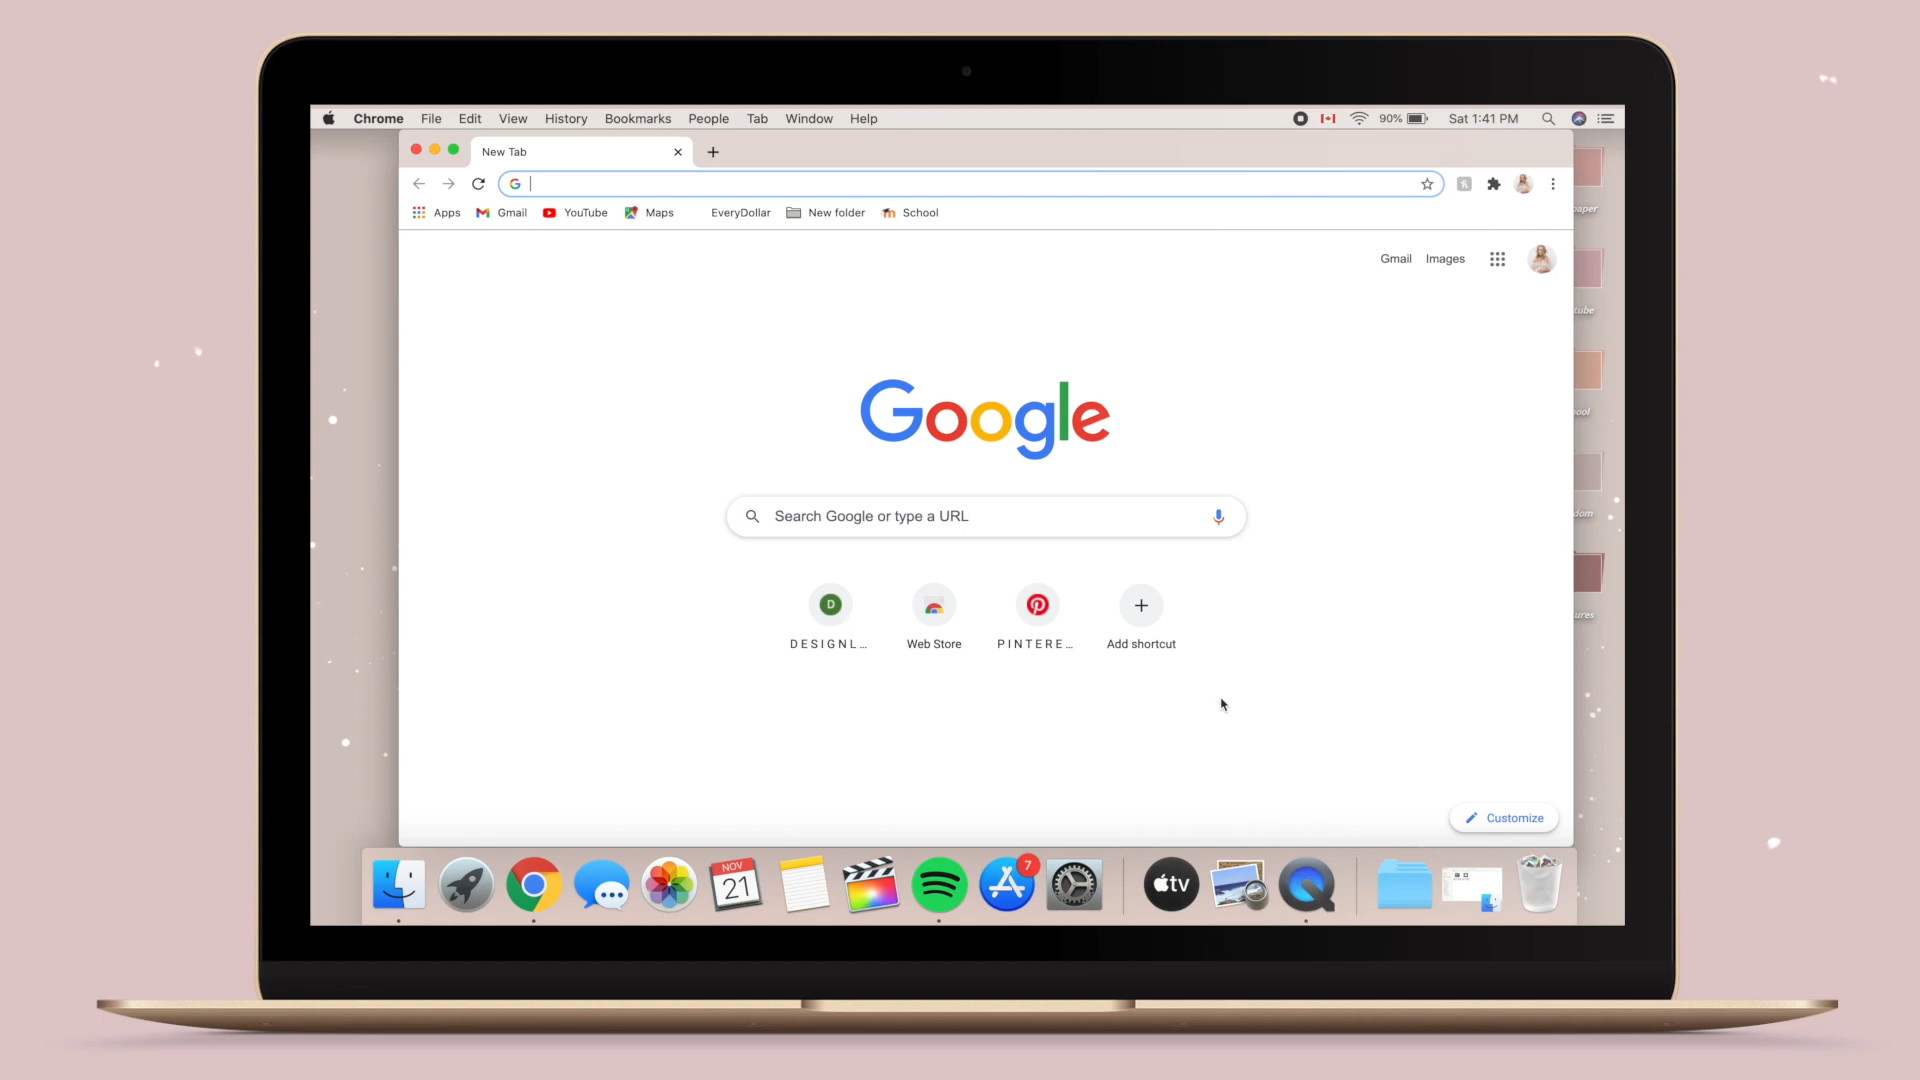 Chrome File Edit View History Bookmarks People Tab Window Help 90% Sat 1:41 PM
New Tab
Apps Gmail YouTube Maps EveryDollar New folder School
Gmail Images
Google
Search Google or type a URL
D
DESIGNL...
Web Store
PINTERE...
Add shortcut
Customize
NOV
21
7
tv